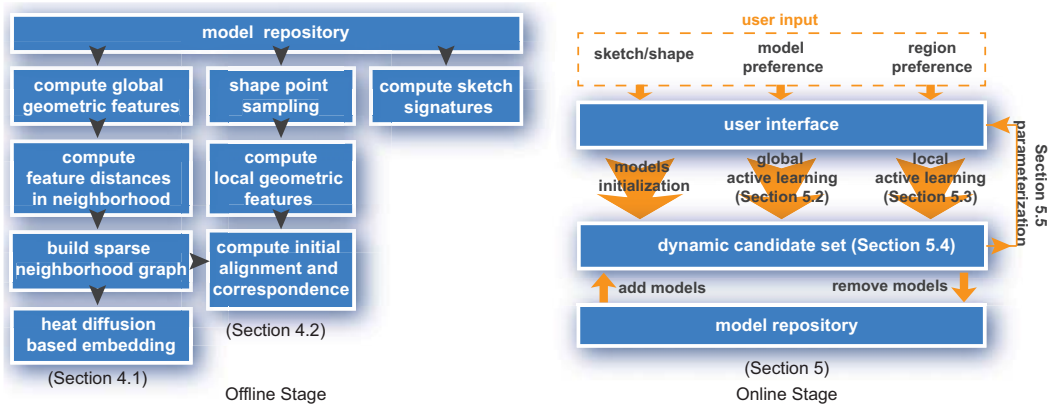 model repository
compute global
geometric features
shape point
sampling
compute sketch
signatures
compute
feature distances
in neighborhood
compute
local geometric
features
build sparse
neighborhood graph
compute initial
alignment and
correspondence
heat diffusion
based embedding
(Section 4.1)
(Section 4.2)
Offline Stage
user input
sketch/shape
model
preference
region
preference
user interface
models
initialization
global
active learning
(Section 5.2)
local
active learning
(Section 5.3)
Section 5.5
parameterization
dynamic candidate set (Section 5.4)
add models
remove models
model repository
(Section 5)
Online Stage